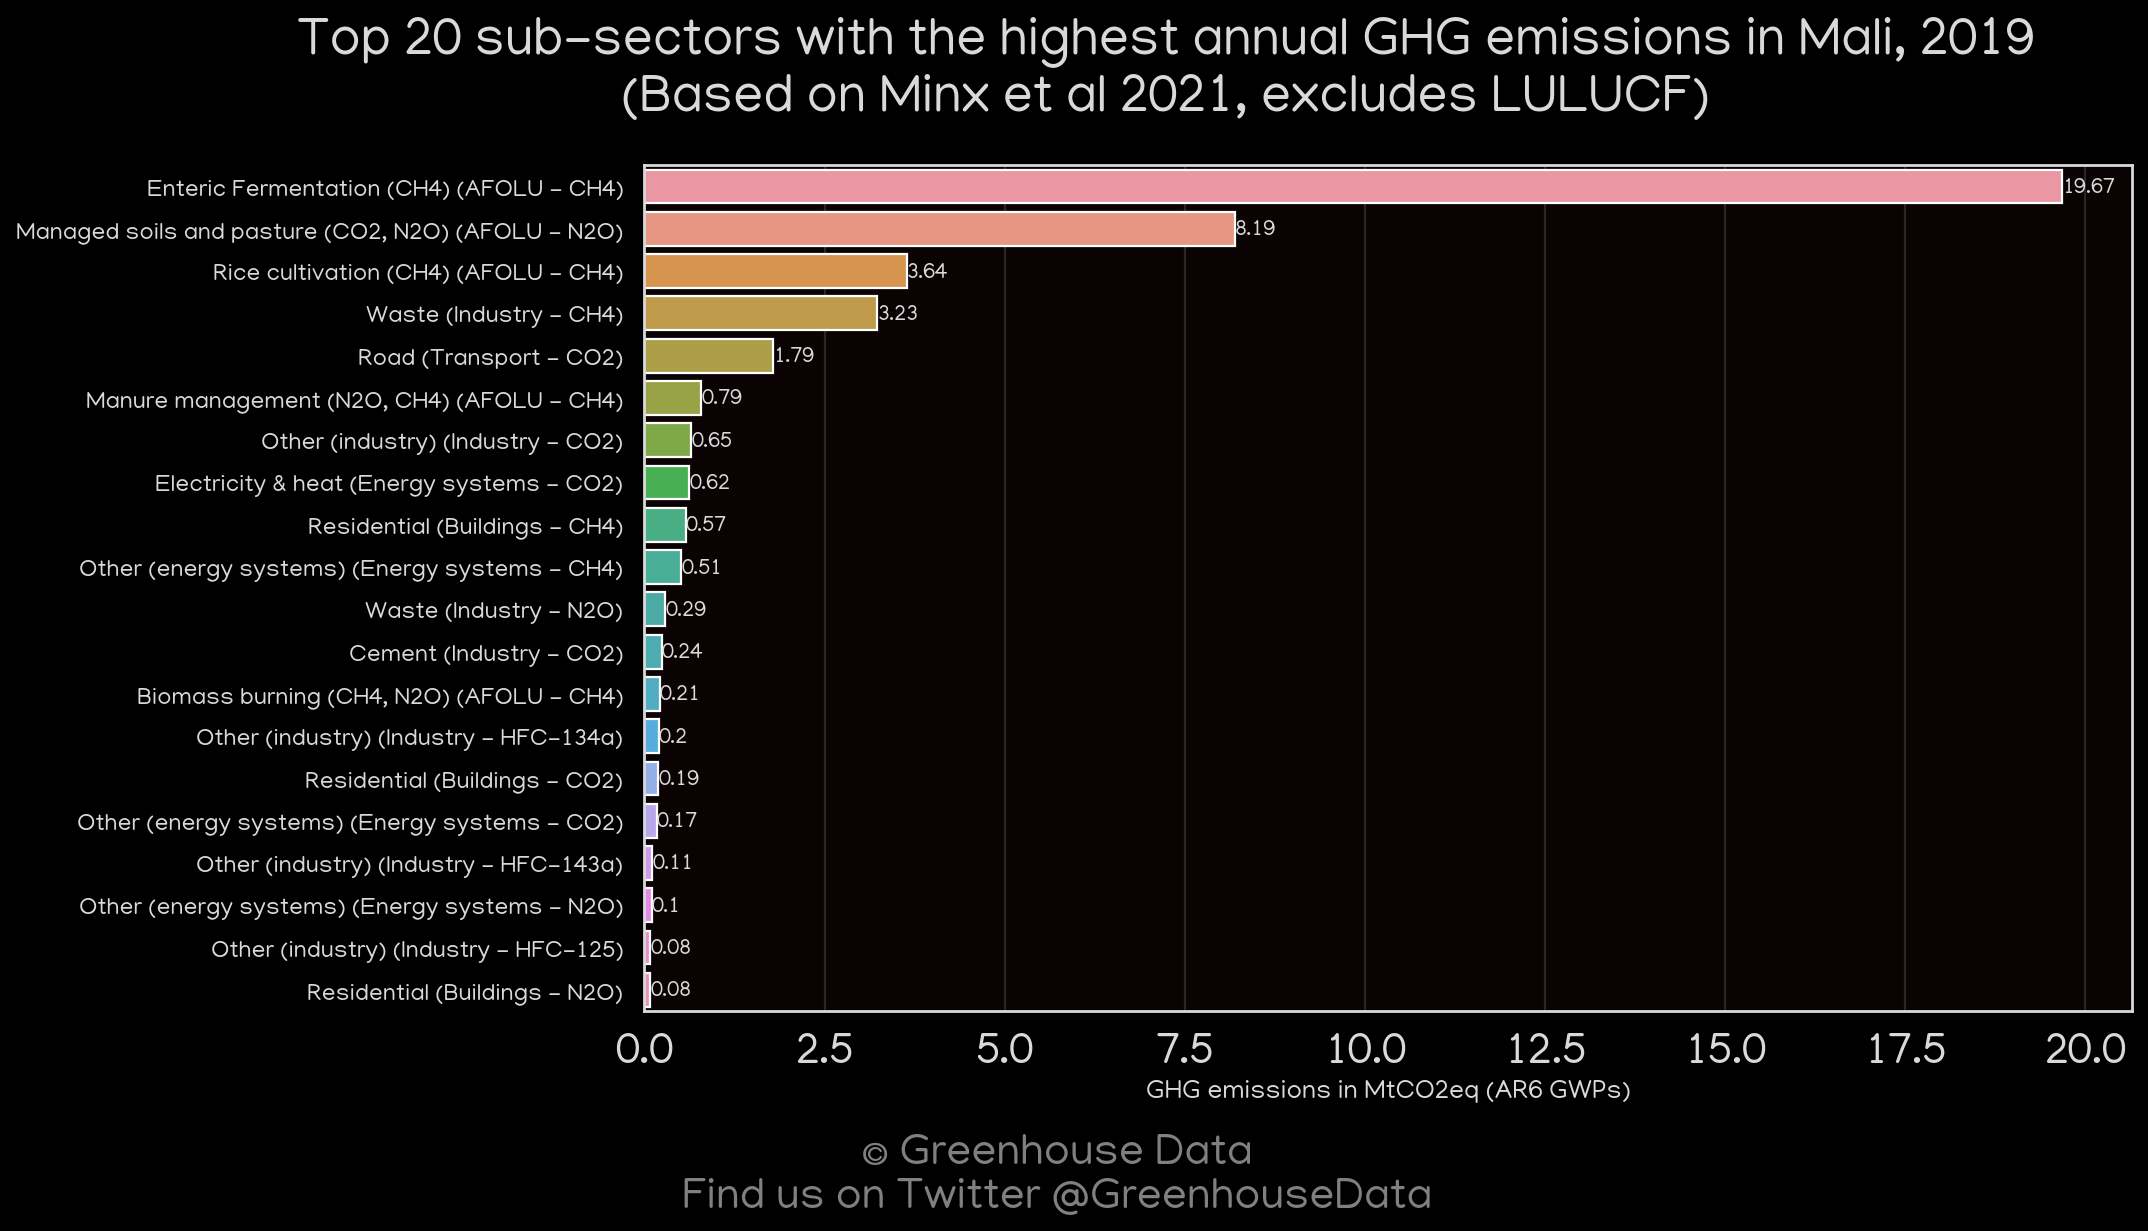 Top 20 sub-sectors with the highest annual GHG emissions in Mali, 2019
(Based on Minx et al 2021, excludes LULUCF)
Enteric Fermentation (CH4) (AFOLU - CH4) 19.67
Managed soils and pasture (CO2, N2O) (AFOLU - N2O) 8.19
Rice cultivation (CH4) (AFOLU - CH4) 3.64
Waste (Industry - CH4) 3.23
Road (Transport - CO2) 1.79
Manure management (N2O, CH4) (AFOLU - CH4) 0.79
Other (industry) (Industry - CO2) 0.65
Electricity & heat (Energy systems - CO2) 0.62
Residential (Buildings - CH4) 0.57
Other (energy systems) (Energy systems - CH4) 0.51
Waste (Industry - N2O) 0.29
Cement (Industry - CO2) 0.24
Biomass burning (CH4, N2O) (AFOLU - CH4) 0.21
Other (industry) (Industry - HFC-134a) 0.2
Residential (Buildings - CO2) 0.19
Other (energy systems) (Energy systems - CO2) 0.17
Other (industry) (Industry - HFC-143a) 0.11
Other (energy systems) (Energy systems - N2O) 0.1
Other (industry) (Industry - HFC-125) 0.08
Residential (Buildings - N2O) 0.08
0.0 2.5 5.0 7.5 10.0 12.5 15.0 17.5 20.0
GHG emissions in MtCO2eq (AR6 GWPs)
© Greenhouse Data
Find us on Twitter @GreenhouseData